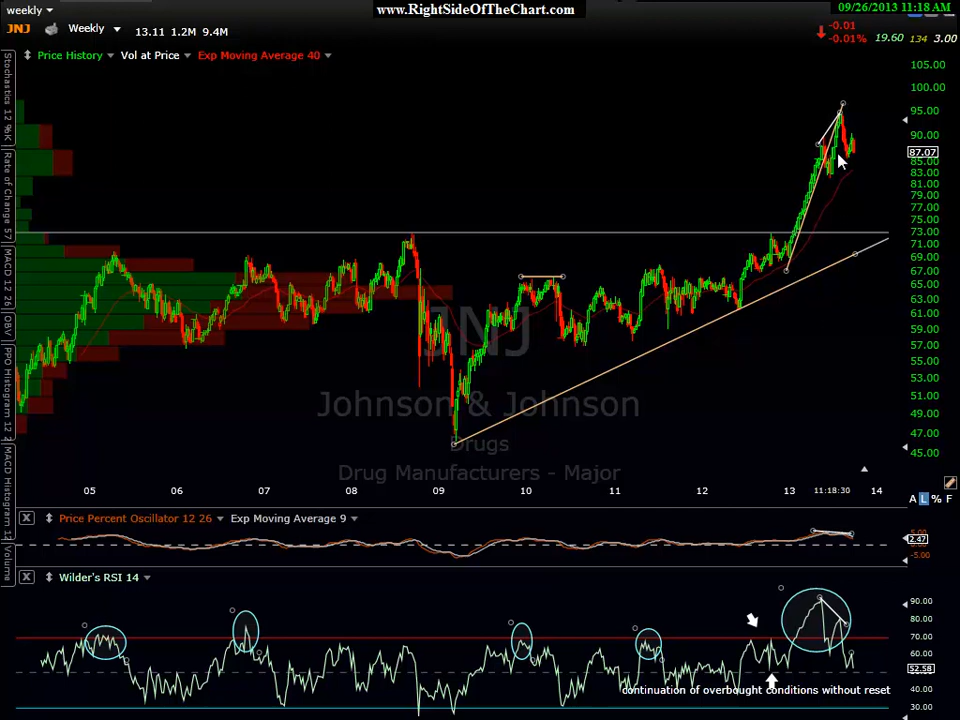 weekly
www.RightSideOfTheChart.com
09/26/2013 11:18 AM
JNJ Weekly 13.11 1.2M 9.4M
-0.01
-0.01% 19.60 134 3.00
Price History Vol at Price Exp Moving Average 40
Stochastics 12 %K
Rate of Change 57
MACD 12 26
OBV
PPO Histogram 12 2
MACD Histogram 12
Volume
105.00
100.00
95.00
90.00
87.07
85.00
83.00
81.00
79.00
77.00
73.00
71.00
69.00
67.00
65.00
63.00
61.00
59.00
57.00
55.00
53.00
51.00
49.00
47.00
45.00
JNJ
Johnson & Johnson
Drugs
Drug Manufacturers - Major
05 06 07 08 09 10 11 12 13 11:18:30 14
A L % F
Price Percent Oscillator 12 26 Exp Moving Average 9
5.00
2.47
-5.00
Wilder's RSI 14
90.00
80.00
70.00
60.00
52.58
40.00
30.00
continuation of overbought conditions without reset